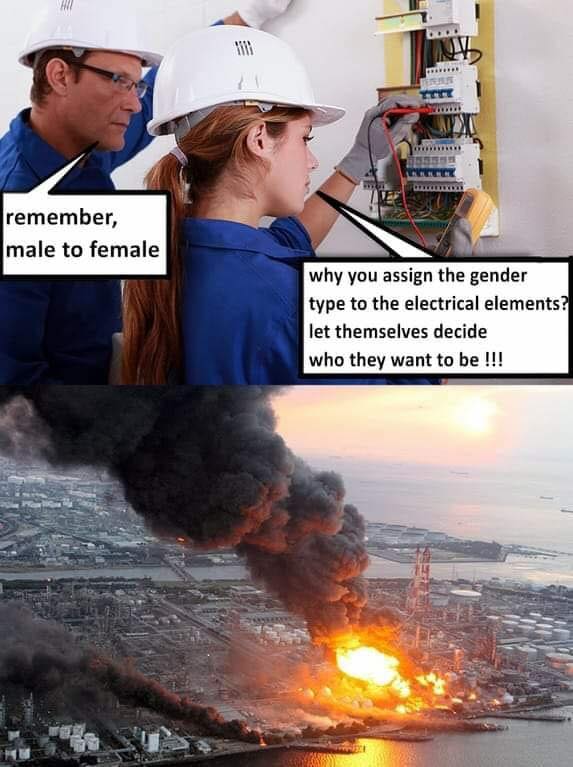 remember,
male to female
why you assign the gender
type to the electrical elements?
let themselves decide
who they want to be !!!